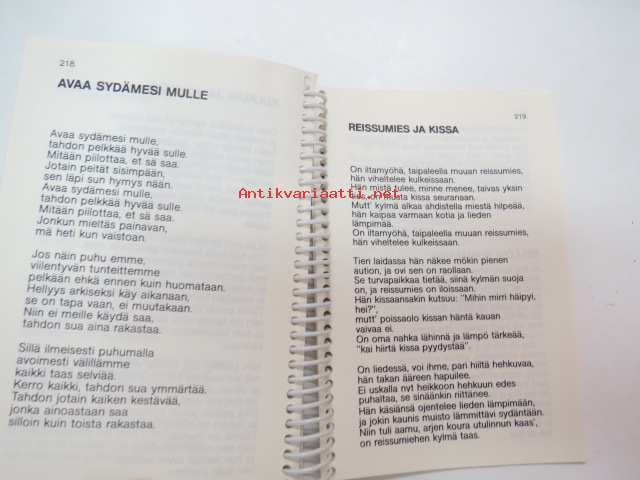 218
AVAA SYDÄMESI MULLE
Avaa sydämesi mulle,
tahdon pelkkää hyvää sulle.
Mitään piilottaa, et sä saa.
Jotain peität sisimpään,
sen läpi sun hymys nään.
Avaa sydämesi mulle,
tahdon pelkkää hyvää sulle.
Mitään piilottaa, et sä saa.
Jonkun mieltäs painavan,
mä heti kun vaistoan.
Jos näin puhu emme,
viilentyvän tunteittemme
pelkään ehkä ennen kuin huomataan.
Hellyys arkiseksi käy aikanaan,
se on tapa vaan, ei muutakaan.
Niin ei meille käydä saa,
tahdon sua aina rakastaa.
Sillä ilmeisesti puhumalla
avoimesti välillämme
kaikki taas selviää.
Kerro kaikki, tahdon sua ymmärtää.
Tahdon jotain kaiken kestävää,
jonka ainoastaan saa
silloin kuin toista rakastaa.
219
REISSUMIES JA KISSA
On iltamyöhä, taipaleella muuan reissumies,
hän viheltelee kulkeissaan.
Hän mistä tulee, minne menee, taivas yksin
ties, on musta kissa seuranaan.
Mutt' kylmä alkaa ahdistella miestä hilpeää,
hän kaipaa varmaan kotia ja lieden
lämpimää.
On iltamyöhä, taipaleella muuan reissumies,
hän viheltelee kulkeissaan.
Tien laidassa hän näkee mökin pienen
aution, ja ovi sen on raollaan.
Se turvapaikkaa tietää, siinä kylmän suoja
on, ja reissumies on iloissaan.
Hän kissaansakin kutsuu: "Mihin mirri häipyi,
hei?",
mutt' poissaolo kissan häntä kauan
vaivaa ei.
On oma nahka lähinnä ja lämpö tärkeää,
"kai hiirtä kissa pyydystää".
On liedessä, voi ihme, pari hiiltä hehkuvaa,
hän takan ääreen hapuilee.
Ei uskalla nyt heikkoon hehkuun edes
puhaltaa, se sinäänkin riittänee.
Hän käsiänsä ojentelee lieden lämpimään,
ja jokin kaunis muisto lämmittävi sydäntään.
Niin tuli aamu, arjen koura utulinnun kaas',
on reissumiehen kylmä taas.
Antikvariaatti.net